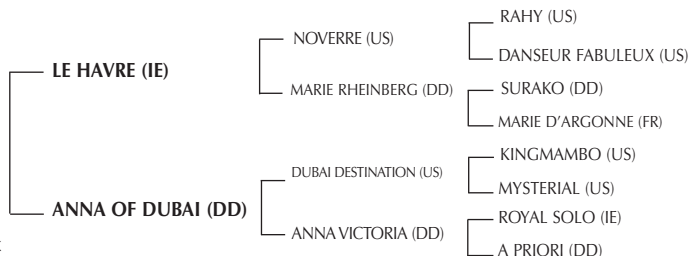 RAHY (US)
NOVERRE (US)
DANSEUR FABULEUX (US)
LE HAVRE (IE)
MARIE RHEINBERG (DD)
SURAKO (DD)
MARIE D'ARGONNE (FR)
KINGMAMBO (US)
DUBAI DESTINATION (US)
MYSTERIAL (US)
ANNA OF DUBAI (DD)
ROYAL SOLO (IE)
ANNA VICTORIA (DD)
A PRIORI (DD)